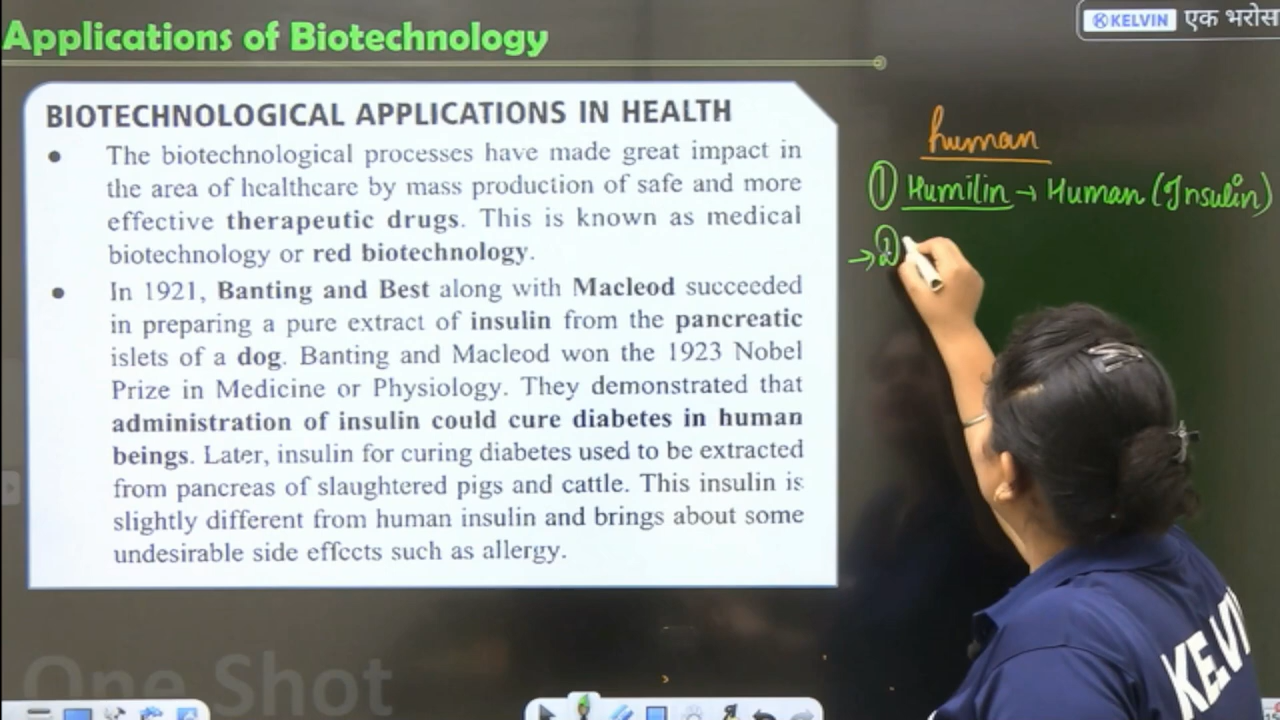 Applications of Biotechnology
KELVIN एक भरोस
BIOTECHNOLOGICAL APPLICATIONS IN HEALTH
• The biotechnological processes have made great impact in
the area of healthcare by mass production of safe and more
effective therapeutic drugs. This is known as medical
biotechnology or red biotechnology.
• In 1921, Banting and Best along with Macleod succeeded
in preparing a pure extract of insulin from the pancreatic
islets of a dog. Banting and Macleod won the 1923 Nobel
Prize in Medicine or Physiology. They demonstrated that
administration of insulin could cure diabetes in human
beings. Later, insulin for curing diabetes used to be extracted
from pancreas of slaughtered pigs and cattle. This insulin is
slightly different from human insulin and brings about some
undesirable side effects such as allergy.
human
① Humilin → Human (Insulin)
→ ②
KELVI
One Shot